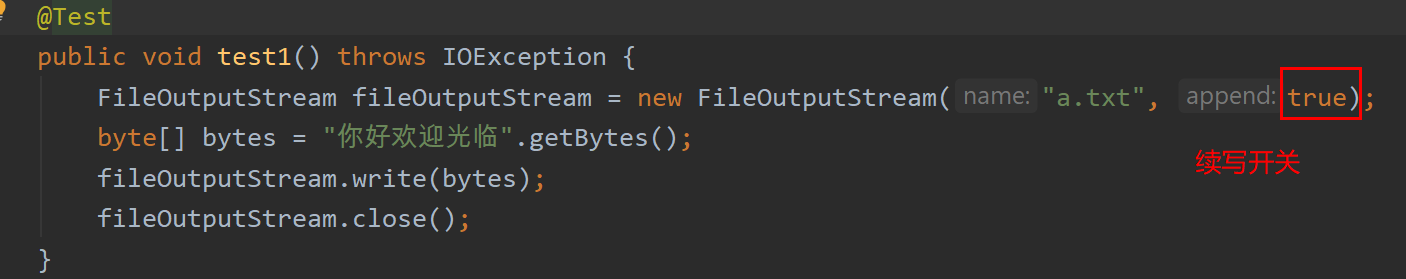 @Test
public void test1() throws IOException {
FileOutputStream fileOutputStream = new FileOutputStream( name: "a.txt", append: true);
byte[] bytes = "你好欢迎光临".getBytes();
续写开关
fileOutputStream.write(bytes);
fileOutputStream.close();
}